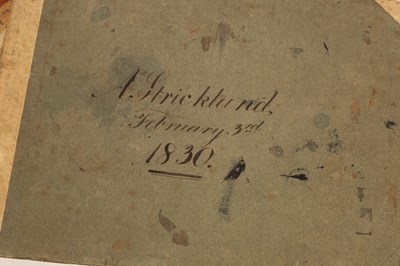 A. Strickland,
February, 3rd
1830.